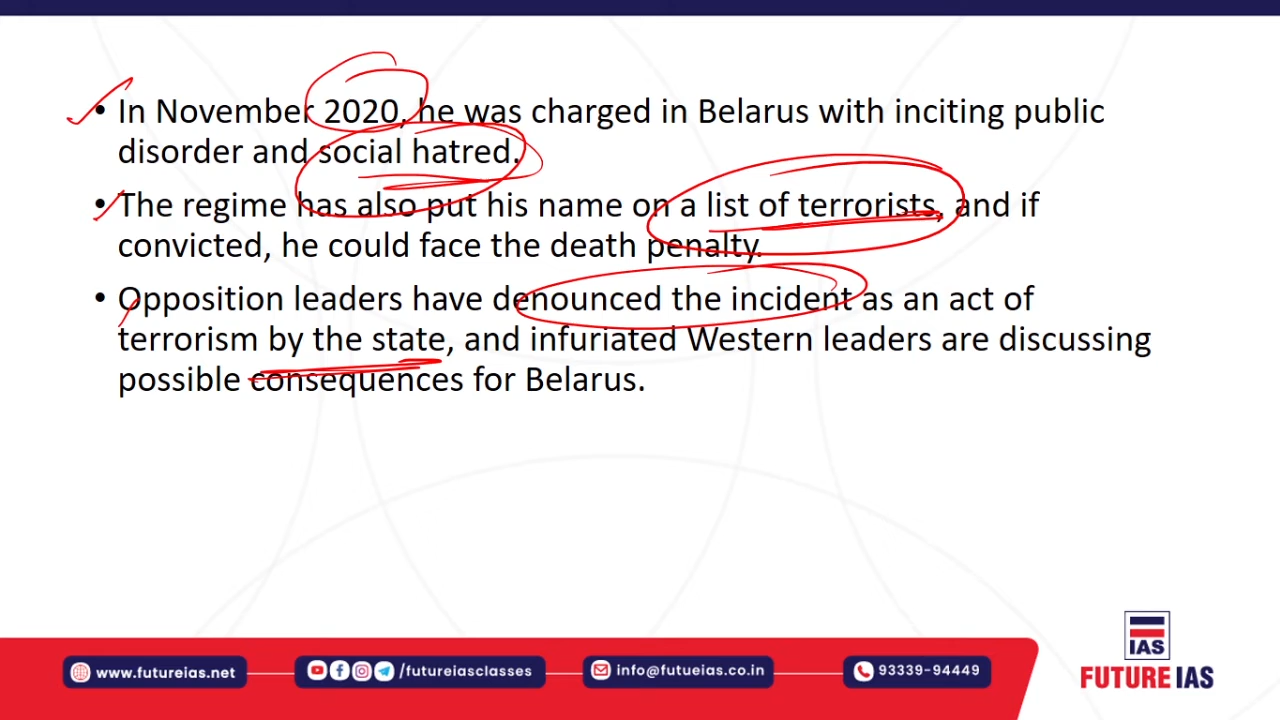 • In November 2020, he was charged in Belarus with inciting public
disorder and social hatred.
• The regime has also put his name on a list of terrorists, and if
convicted, he could face the death penalty.
• Opposition leaders have denounced the incident as an act of
terrorism by the state, and infuriated Western leaders are discussing
possible consequences for Belarus.
IAS
FUTURE IAS
www.futureias.net
/futureiasclasses
info@futueias.co.in
93339-94449